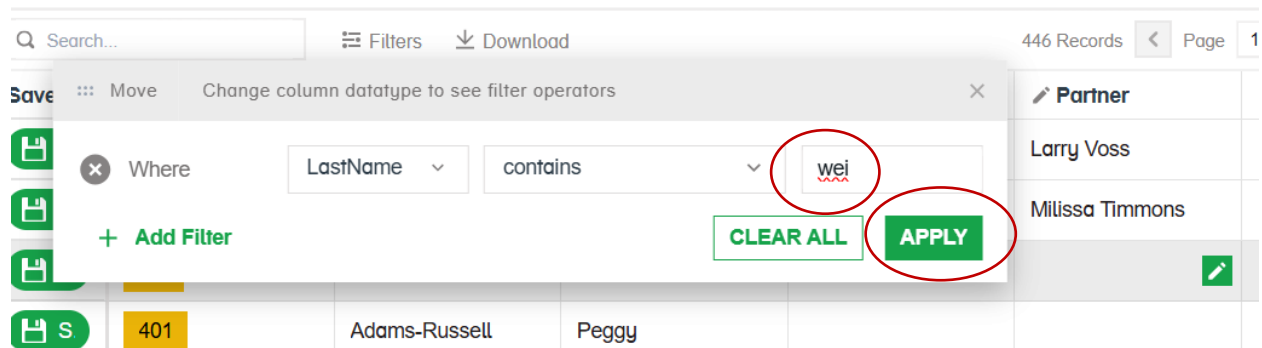 Search... Filters Download 446 Records Page 1
Save Move Change column datatype to see filter operators Partner
Where LastName contains wei Larry Voss
Milissa Timmons
+ Add Filter CLEAR ALL APPLY
S. 401 Adams-Russell Peggy